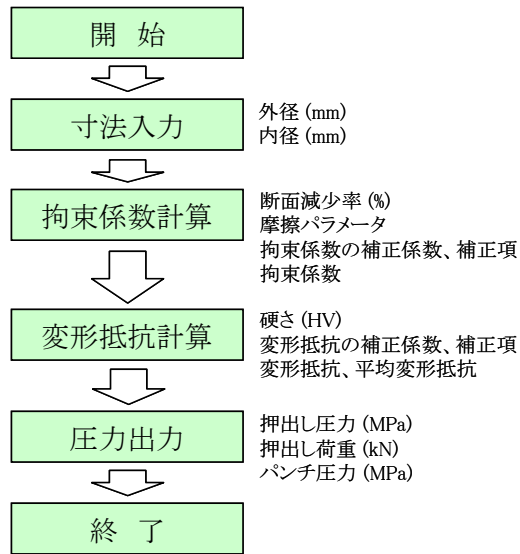 開 始
寸法入力
外径 (mm)
内径 (mm)
拘束係数計算
断面減少率 (%)
摩擦パラメータ
拘束係数の補正係数、補正項
拘束係数
変形抵抗計算
硬さ (HV)
変形抵抗の補正係数、補正項
変形抵抗、平均変形抵抗
圧力出力
押出し圧力 (MPa)
押出し荷重 (kN)
パンチ圧力 (MPa)
終 了